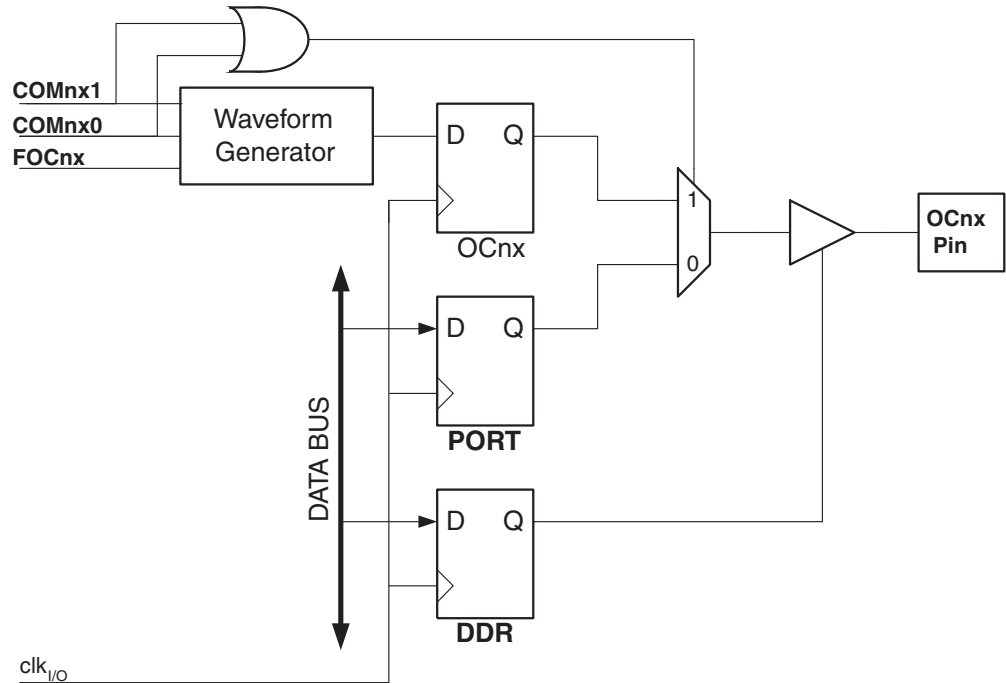 COMnx1
COMnx0
FOCnx
Waveform
Generator
D Q
OCnx
1
0
OCnx
Pin
D Q
PORT
DATA BUS
D Q
DDR
clkI/O